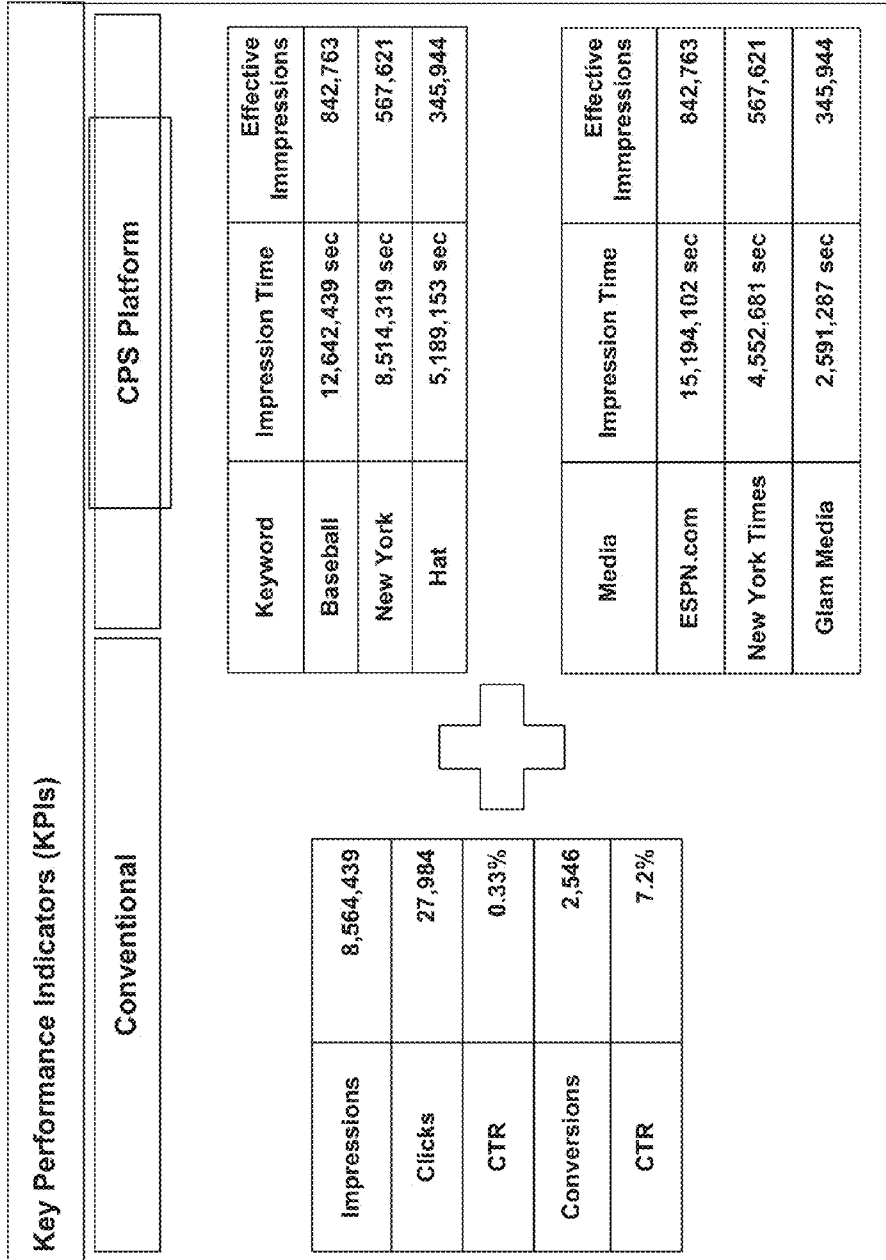 Key Performance Indicators (KPIs)
Conventional
CPS Platform
Impressions 8,564,439
Clicks 27,984
CTR 0.33%
Conversions 2,546
CTR 7.2%
Keyword Impression Time Effective
Immpressions
Baseball 12,642,439 sec 842,763
New York 8,514,319 sec 567,621
Hat 5,189,153 sec 345,944
Media Impression Time Effective
Immpressions
ESPN.com 15,194,102 sec 842,763
New York Times 4,552,681 sec 567,621
Glam Media 2,591,287 sec 345,944